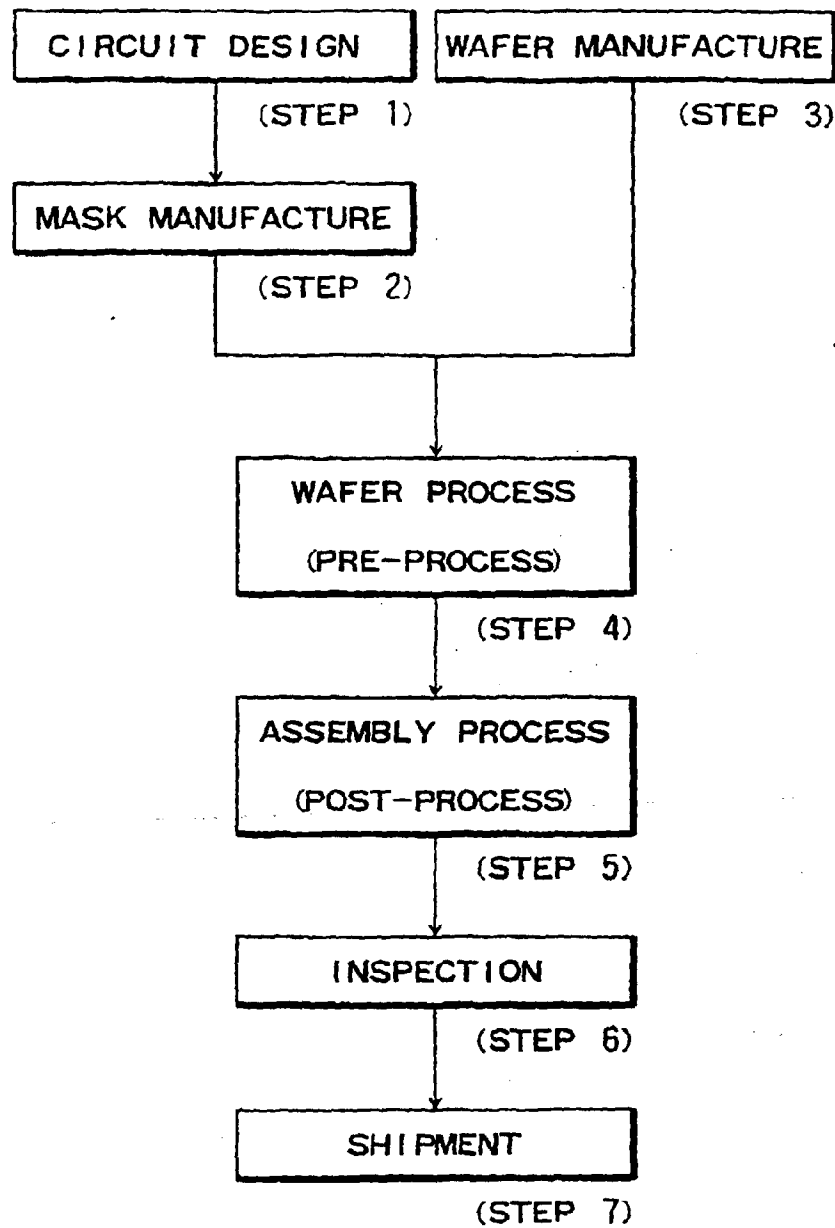 CIRCUIT DESIGN
(STEP 1)
WAFER MANUFACTURE
(STEP 3)
MASK MANUFACTURE
(STEP 2)
WAFER PROCESS
(PRE-PROCESS)
(STEP 4)
ASSEMBLY PROCESS
(POST-PROCESS)
(STEP 5)
INSPECTION
(STEP 6)
SHIPMENT
(STEP 7)